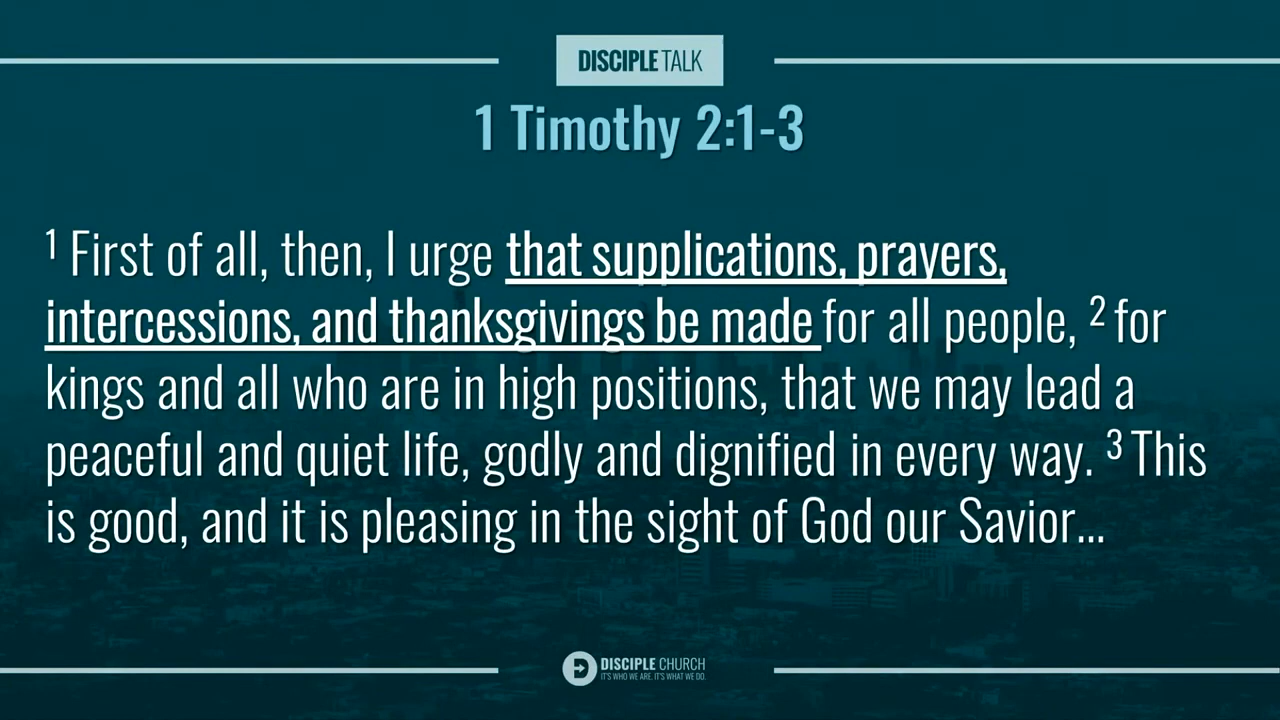 DISCIPLE TALK
1 Timothy 2:1-3
¹ First of all, then, I urge that supplications, prayers,
intercessions, and thanksgivings be made for all people, ² for
kings and all who are in high positions, that we may lead a
peaceful and quiet life, godly and dignified in every way. ³ This
is good, and it is pleasing in the sight of God our Savior...
DISCIPLE CHURCH
IT'S WHO WE ARE. IT'S WHAT WE DO.